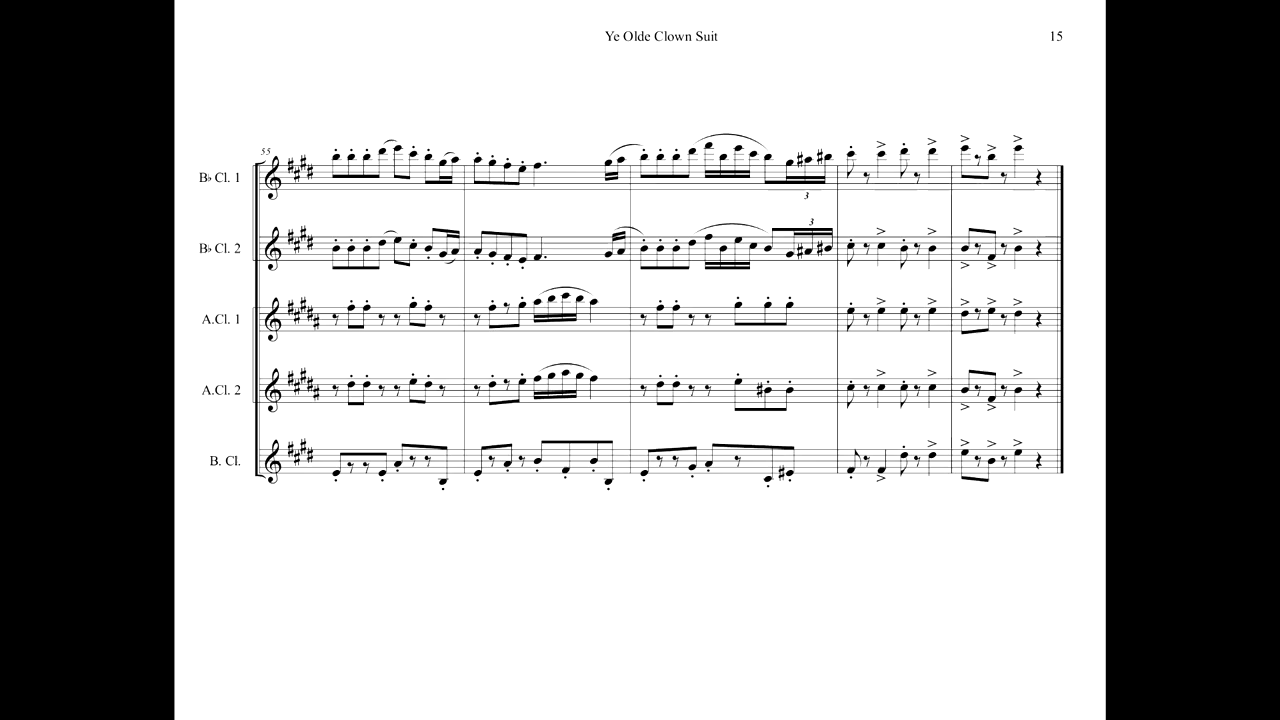 Ye Olde Clown Suit
15
55
B♭ Cl. 1
3
B♭ Cl. 2
3
A.Cl. 1
A.Cl. 2
B. Cl.